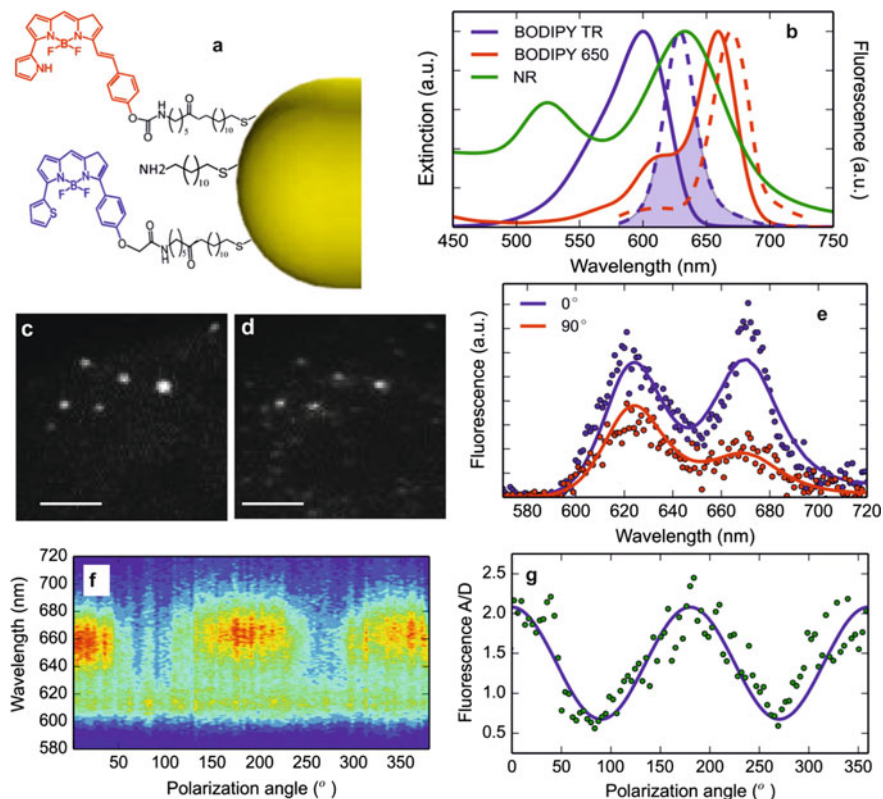 a
B
F
F
N
N
NH
O
O
H
N
O
( )5
( )10
S
NH2
( )10
S
B
F
F
N
N
S
O
O
N
H
( )5
O
( )10
S
b
BODIPY TR
BODIPY 650
NR
Extinction (a.u.)
Fluorescence (a.u.)
450 500 550 600 650 700 750
Wavelength (nm)
c
d
e
0°
90°
Fluorescence (a.u.)
580 600 620 640 660 680 700 720
Wavelength (nm)
f
Wavelength (nm)
720
700
680
660
640
620
600
580
50 100 150 200 250 300 350
Polarization angle (°)
g
Fluorescence A/D
2.5
2.0
1.5
1.0
0.5
0 50 100 150 200 250 300 350
Polarization angle (°)